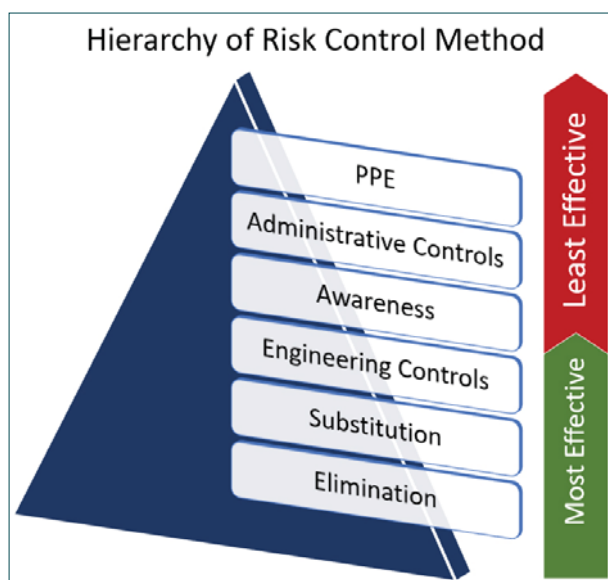 Hierarchy of Risk Control Method
PPE
Administrative Controls
Awareness
Engineering Controls
Substitution
Elimination
Least Effective
Most Effective